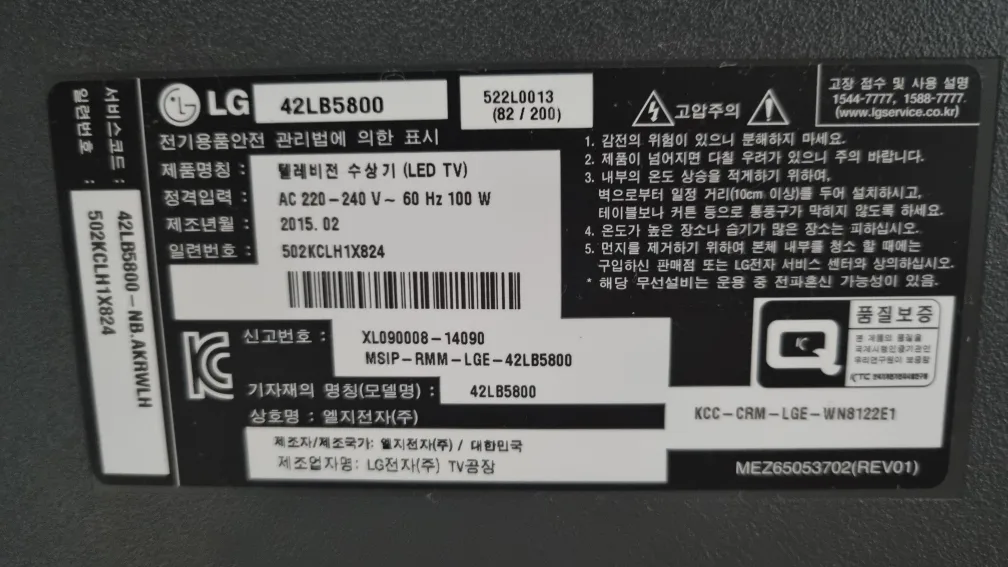 LG 42LB5800
522L0013
(82 / 200)
전기용품안전 관리법에 의한 표시
제품명칭 : 텔레비전 수상기 (LED TV)
정격입력 : AC 220-240 V~ 60 Hz 100 W
제조년월 : 2015. 02
일련번호 : 502KCLH1X824
신고번호 : XL090008-14090
MSIP-RMM-LGE-42LB5800
기자재의 명칭(모델명) : 42LB5800
상호명 : 엘지전자(주)
제조자/제조국가: 엘지전자(주) / 대한민국
제조업자명: LG전자(주) TV공장
서비스코드 : 42LB5800-NB.AKRWLH
일련번호 : 502KCLH1X824
고압주의
고장 접수 및 사용 설명
1544-7777, 1588-7777.
(www.lgservice.co.kr)
1. 감전의 위험이 있으니 분해하지 마세요.
2. 제품이 넘어지면 다칠 우려가 있으니 주의 바랍니다.
3. 내부의 온도 상승을 적게하기 위하여,
벽으로부터 일정 거리(10cm 이상)를 두어 설치하시고,
테이블보나 커튼 등으로 통풍구가 막히지 않도록 하세요.
4. 온도가 높은 장소나 습기가 많은 장소는 피하십시오.
5. 먼지를 제거하기 위하여 본체 내부를 청소 할 때에는
구입하신 판매점 또는 LG전자 서비스 센터와 상의하십시오.
* 해당 무선설비는 운용 중 전파혼신 가능성이 있음.
품질보증
Q
본 제품의 품질을
국제시험인증기관인
KTC
KCC-CRM-LGE-WN8122E1
MEZ65053702(REV01)